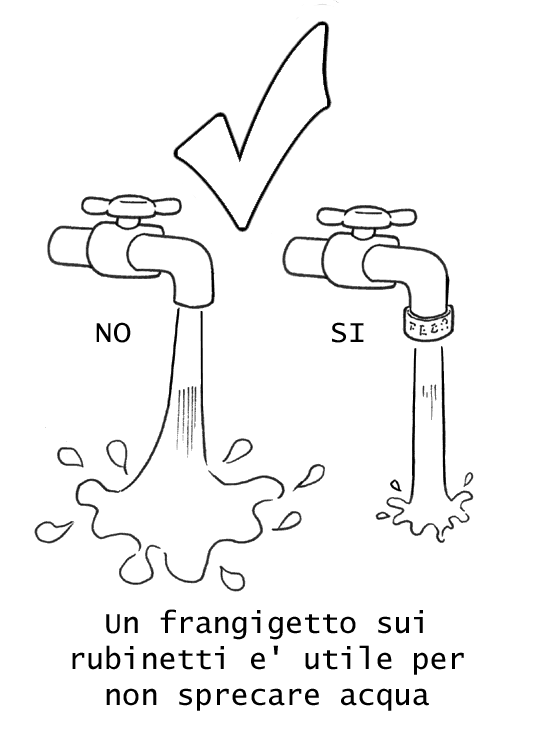 NO
SI
Un frangigetto sui
rubinetti e' utile per
non sprecare acqua